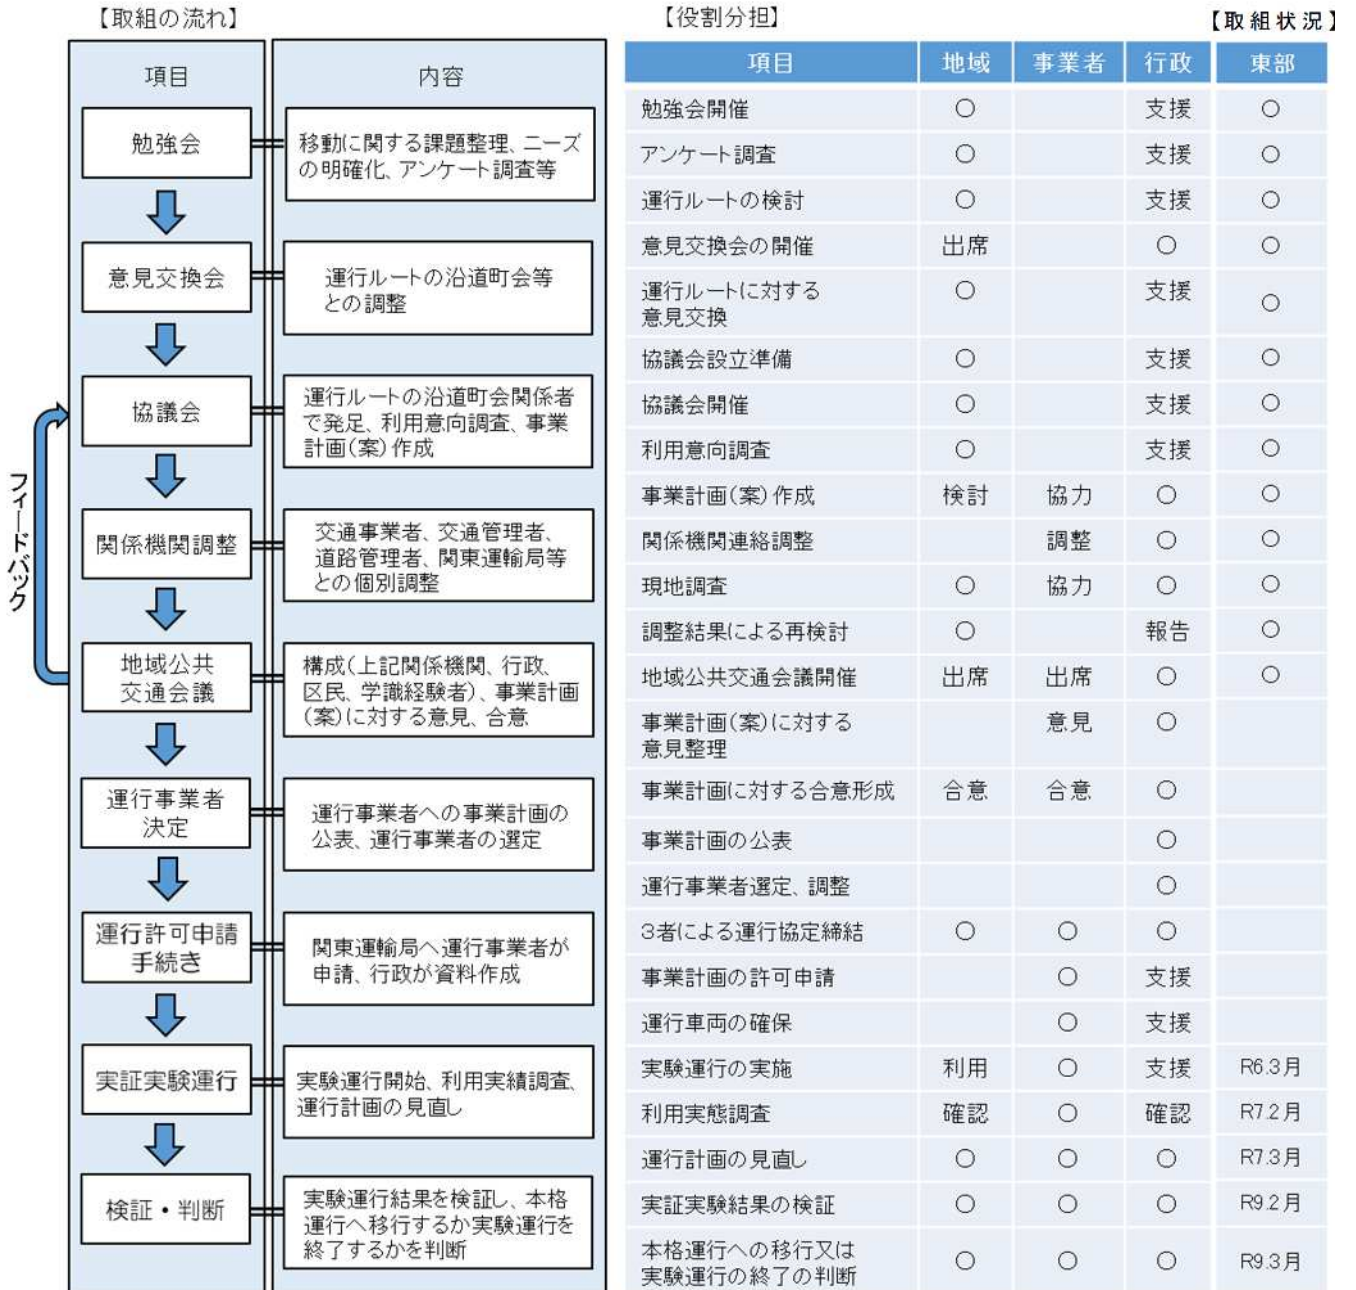 【取組の流れ】
項目
内容
勉強会
移動に関する課題整理、ニーズ
の明確化、アンケート調査等
意見交換会
運行ルートの沿道町会等
との調整
協議会
運行ルートの沿道町会関係者
で発足、利用意向調査、事業
計画(案)作成
関係機関調整
交通事業者、交通管理者、
道路管理者、関東運輸局等
との個別調整
地域公共
交通会議
構成(上記関係機関、行政、
区民、学識経験者)、事業計画
(案)に対する意見、合意
運行事業者
決定
運行事業者への事業計画の
公表、運行事業者の選定
運行許可申請
手続き
関東運輸局へ運行事業者が
申請、行政が資料作成
実証実験運行
実験運行開始、利用実績調査、
運行計画の見直し
検証・判断
実験運行結果を検証し、本格
運行へ移行するか実験運行を
終了するかを判断
フィードバック
【役割分担】
【取組状況】
項目 地域 事業者 行政 東部
勉強会開催 ○ 支援 ○
アンケート調査 ○ 支援 ○
運行ルートの検討 ○ 支援 ○
意見交換会の開催 出席 ○ ○
運行ルートに対する
意見交換 ○ 支援 ○
協議会設立準備 ○ 支援 ○
協議会開催 ○ 支援 ○
利用意向調査 ○ 支援 ○
事業計画(案)作成 検討 協力 ○ ○
関係機関連絡調整 調整 ○ ○
現地調査 ○ 協力 ○ ○
調整結果による再検討 ○ 報告 ○
地域公共交通会議開催 出席 出席 ○ ○
事業計画(案)に対する
意見整理 意見 ○
事業計画に対する合意形成 合意 合意 ○
事業計画の公表 ○
運行事業者選定、調整 ○
3者による運行協定締結 ○ ○ ○
事業計画の許可申請 ○ 支援
運行車両の確保 ○ 支援
実験運行の実施 利用 ○ 支援 R6.3月
利用実態調査 確認 ○ 確認 R7.2月
運行計画の見直し ○ ○ ○ R7.3月
実証実験結果の検証 ○ ○ ○ R9.2月
本格運行への移行又は
実験運行の終了の判断 ○ ○ ○ R9.3月